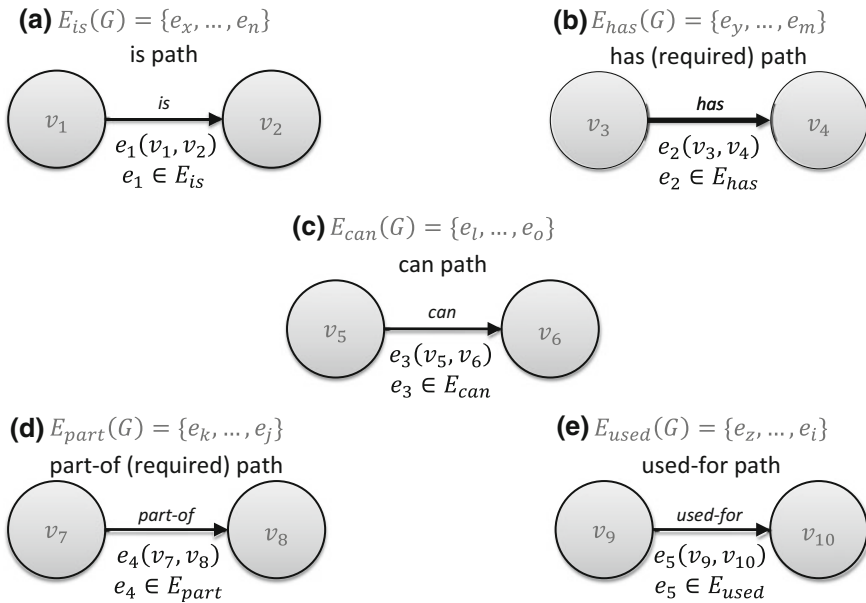 (a) E_is(G) = {e_x, ..., e_n}
is path
v_1
is
v_2
e_1(v_1, v_2)
e_1 ∈ E_is
(b) E_has(G) = {e_y, ..., e_m}
has (required) path
v_3
has
v_4
e_2(v_3, v_4)
e_2 ∈ E_has
(c) E_can(G) = {e_l, ..., e_o}
can path
v_5
can
v_6
e_3(v_5, v_6)
e_3 ∈ E_can
(d) E_part(G) = {e_k, ..., e_j}
part-of (required) path
v_7
part-of
v_8
e_4(v_7, v_8)
e_4 ∈ E_part
(e) E_used(G) = {e_z, ..., e_i}
used-for path
v_9
used-for
v_10
e_5(v_9, v_10)
e_5 ∈ E_used